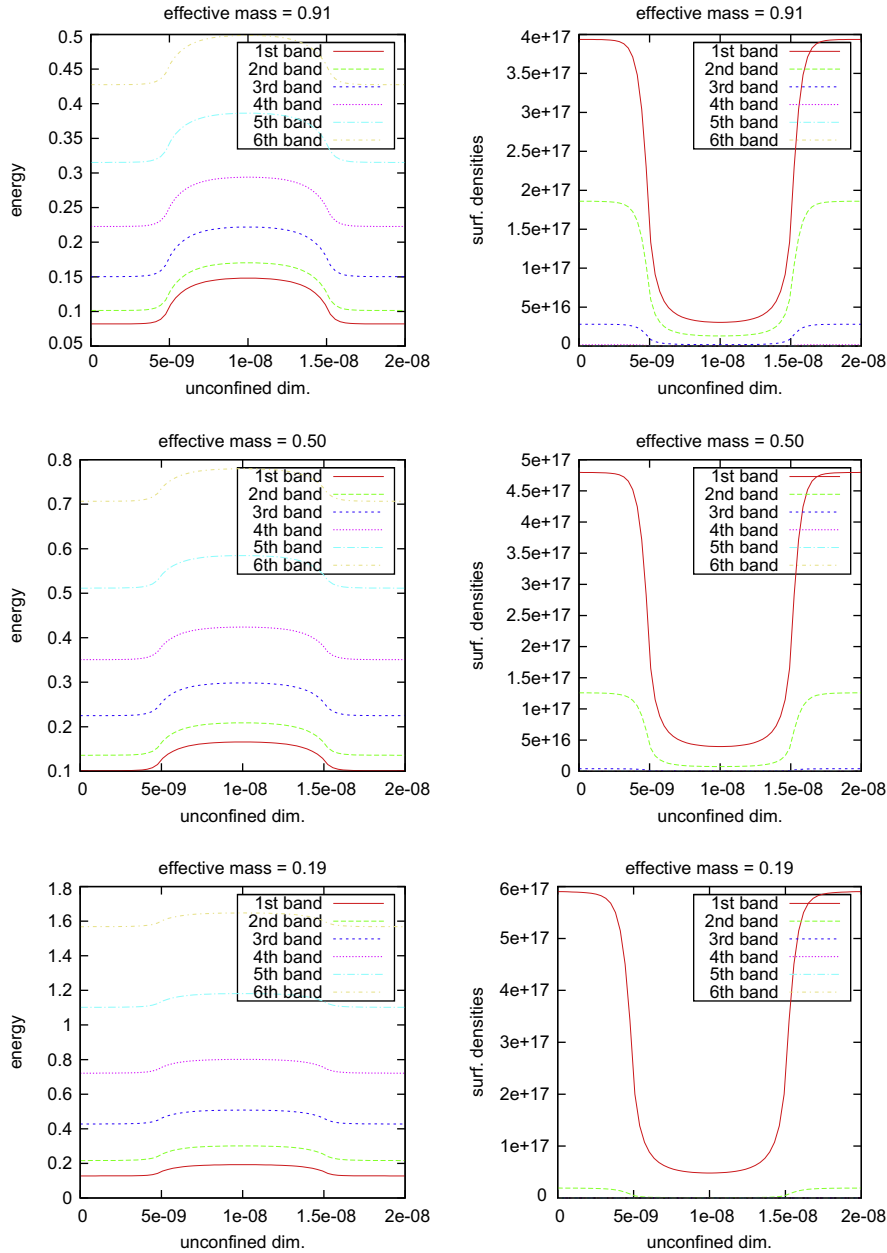 effective mass = 0.91
0.5
0.45
0.4
0.35
0.3
0.25
0.2
0.15
0.1
0.05
energy
1st band
2nd band
3rd band
4th band
5th band
6th band
0 5e-09 1e-08 1.5e-08 2e-08
unconfined dim.
effective mass = 0.91
4e+17
4e+17
3e+17
2e+17
2e+17
2e+17
1e+17
5e+16
0
surf. densities
1st band
2nd band
3rd band
4th band
5th band
6th band
0 5e-09 1e-08 1.5e-08 2e-08
unconfined dim.
effective mass = 0.50
0.8
0.7
0.6
0.5
0.4
0.3
0.2
0.1
energy
1st band
2nd band
3rd band
4th band
5th band
6th band
0 5e-09 1e-08 1.5e-08 2e-08
unconfined dim.
effective mass = 0.50
5e+17
5e+17
4e+17
4e+17
3e+17
2e+17
2e+17
2e+17
1e+17
5e+16
0
surf. densities
1st band
2nd band
3rd band
4th band
5th band
6th band
0 5e-09 1e-08 1.5e-08 2e-08
unconfined dim.
effective mass = 0.19
1.8
1.6
1.4
1.2
1
0.8
0.6
0.4
0.2
0
energy
1st band
2nd band
3rd band
4th band
5th band
6th band
0 5e-09 1e-08 1.5e-08 2e-08
unconfined dim.
effective mass = 0.19
6e+17
5e+17
4e+17
3e+17
2e+17
1e+17
0
surf. densities
1st band
2nd band
3rd band
4th band
5th band
6th band
0 5e-09 1e-08 1.5e-08 2e-08
unconfined dim.